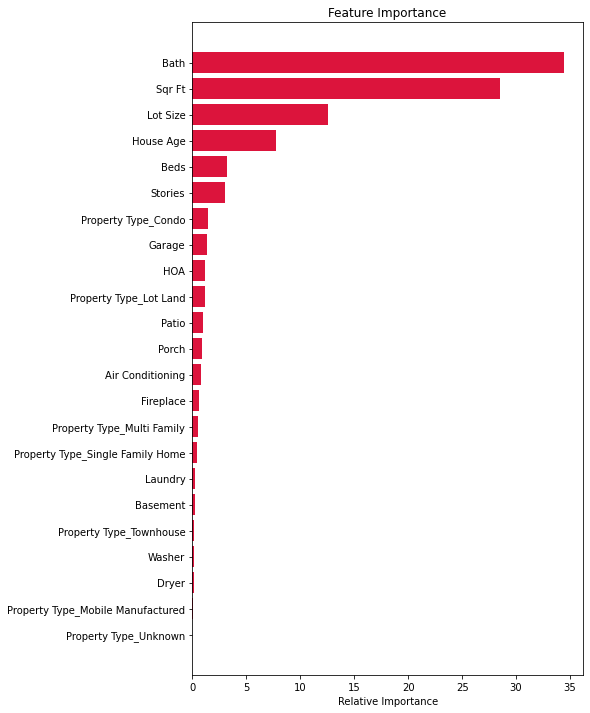 Feature Importance
Bath
Sqr Ft
Lot Size
House Age
Beds
Stories
Property Type_Condo
Garage
HOA
Property Type_Lot Land
Patio
Porch
Air Conditioning
Fireplace
Property Type_Multi Family
Property Type_Single Family Home
Laundry
Basement
Property Type_Townhouse
Washer
Dryer
Property Type_Mobile Manufactured
Property Type_Unknown
0 5 10 15 20 25 30 35
Relative Importance